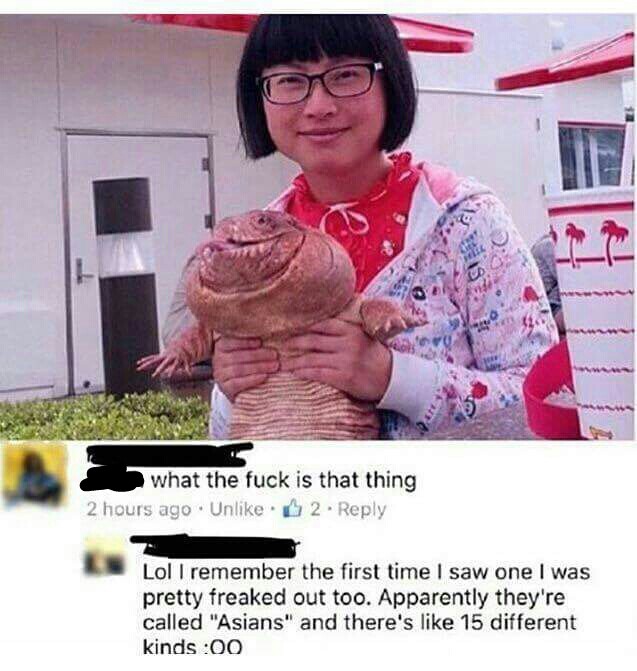 what the fuck is that thing
2 hours ago · Unlike · 2 · Reply
Lol I remember the first time I saw one I was
pretty freaked out too. Apparently they're
called "Asians" and there's like 15 different
kinds :OO